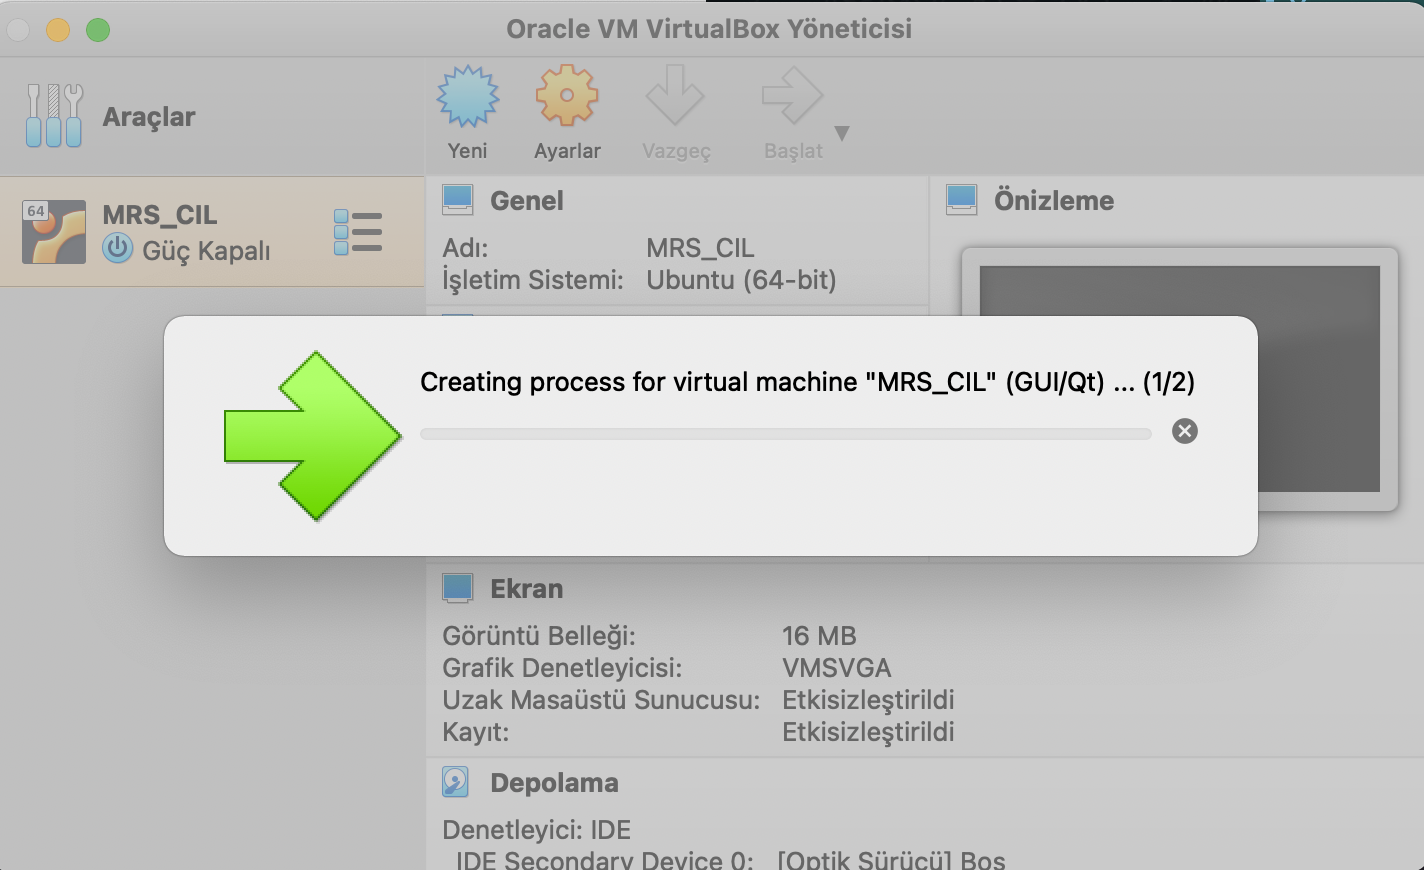 Oracle VM VirtualBox Yöneticisi
Araçlar
Yeni
Ayarlar
Vazgeç
Başlat
64
MRS_CIL
Güç Kapalı
Genel
Adı: MRS_CIL
İşletim Sistemi: Ubuntu (64-bit)
Önizleme
Creating process for virtual machine "MRS_CIL" (GUI/Qt) ... (1/2)
Ekran
Görüntü Belleği: 16 MB
Grafik Denetleyicisi: VMSVGA
Uzak Masaüstü Sunucusu: Etkisizleştirildi
Kayıt: Etkisizleştirildi
Depolama
Denetleyici: IDE
IDE Secondary Device 0: [Optik Sürücü] Boş